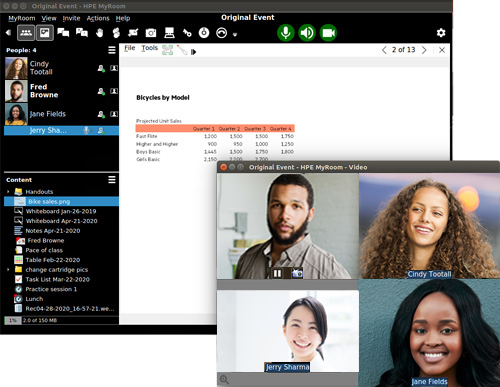 Original Event - HPE MyRoom
MyRoom View Invite Actions Help
Original Event
People: 4
Cindy Tootall
Fred Browne
Jane Fields
Jerry Sha...
Content
Handouts
Bike sales.png
Whiteboard Jan-26-2019
Whiteboard Apr-21-2020
Notes Apr-21-2020
Fred Browne
Pace of class
Table Feb-22-2020
change cartridge pics
Task List Mar-22-2020
Practice session 1
Lunch
Rec04-28-2020_16-57-21.we...
1% 2.0 of 150 MB
File Tools
2 of 13
Bicycles by Model
Projected Unit Sales
Quarter 1 Quarter 2 Quarter 3 Quarter 4
Fast Flite 1,200 1,500 1,500 1,750
Higher and Higher 900 950 1,000 1,250
Boys Basic 1,445 1,500 1,750 1,800
Girls Basic
Original Event - HPE MyRoom - Video
Cindy Tootall
Jerry Sharma
Jane Fields